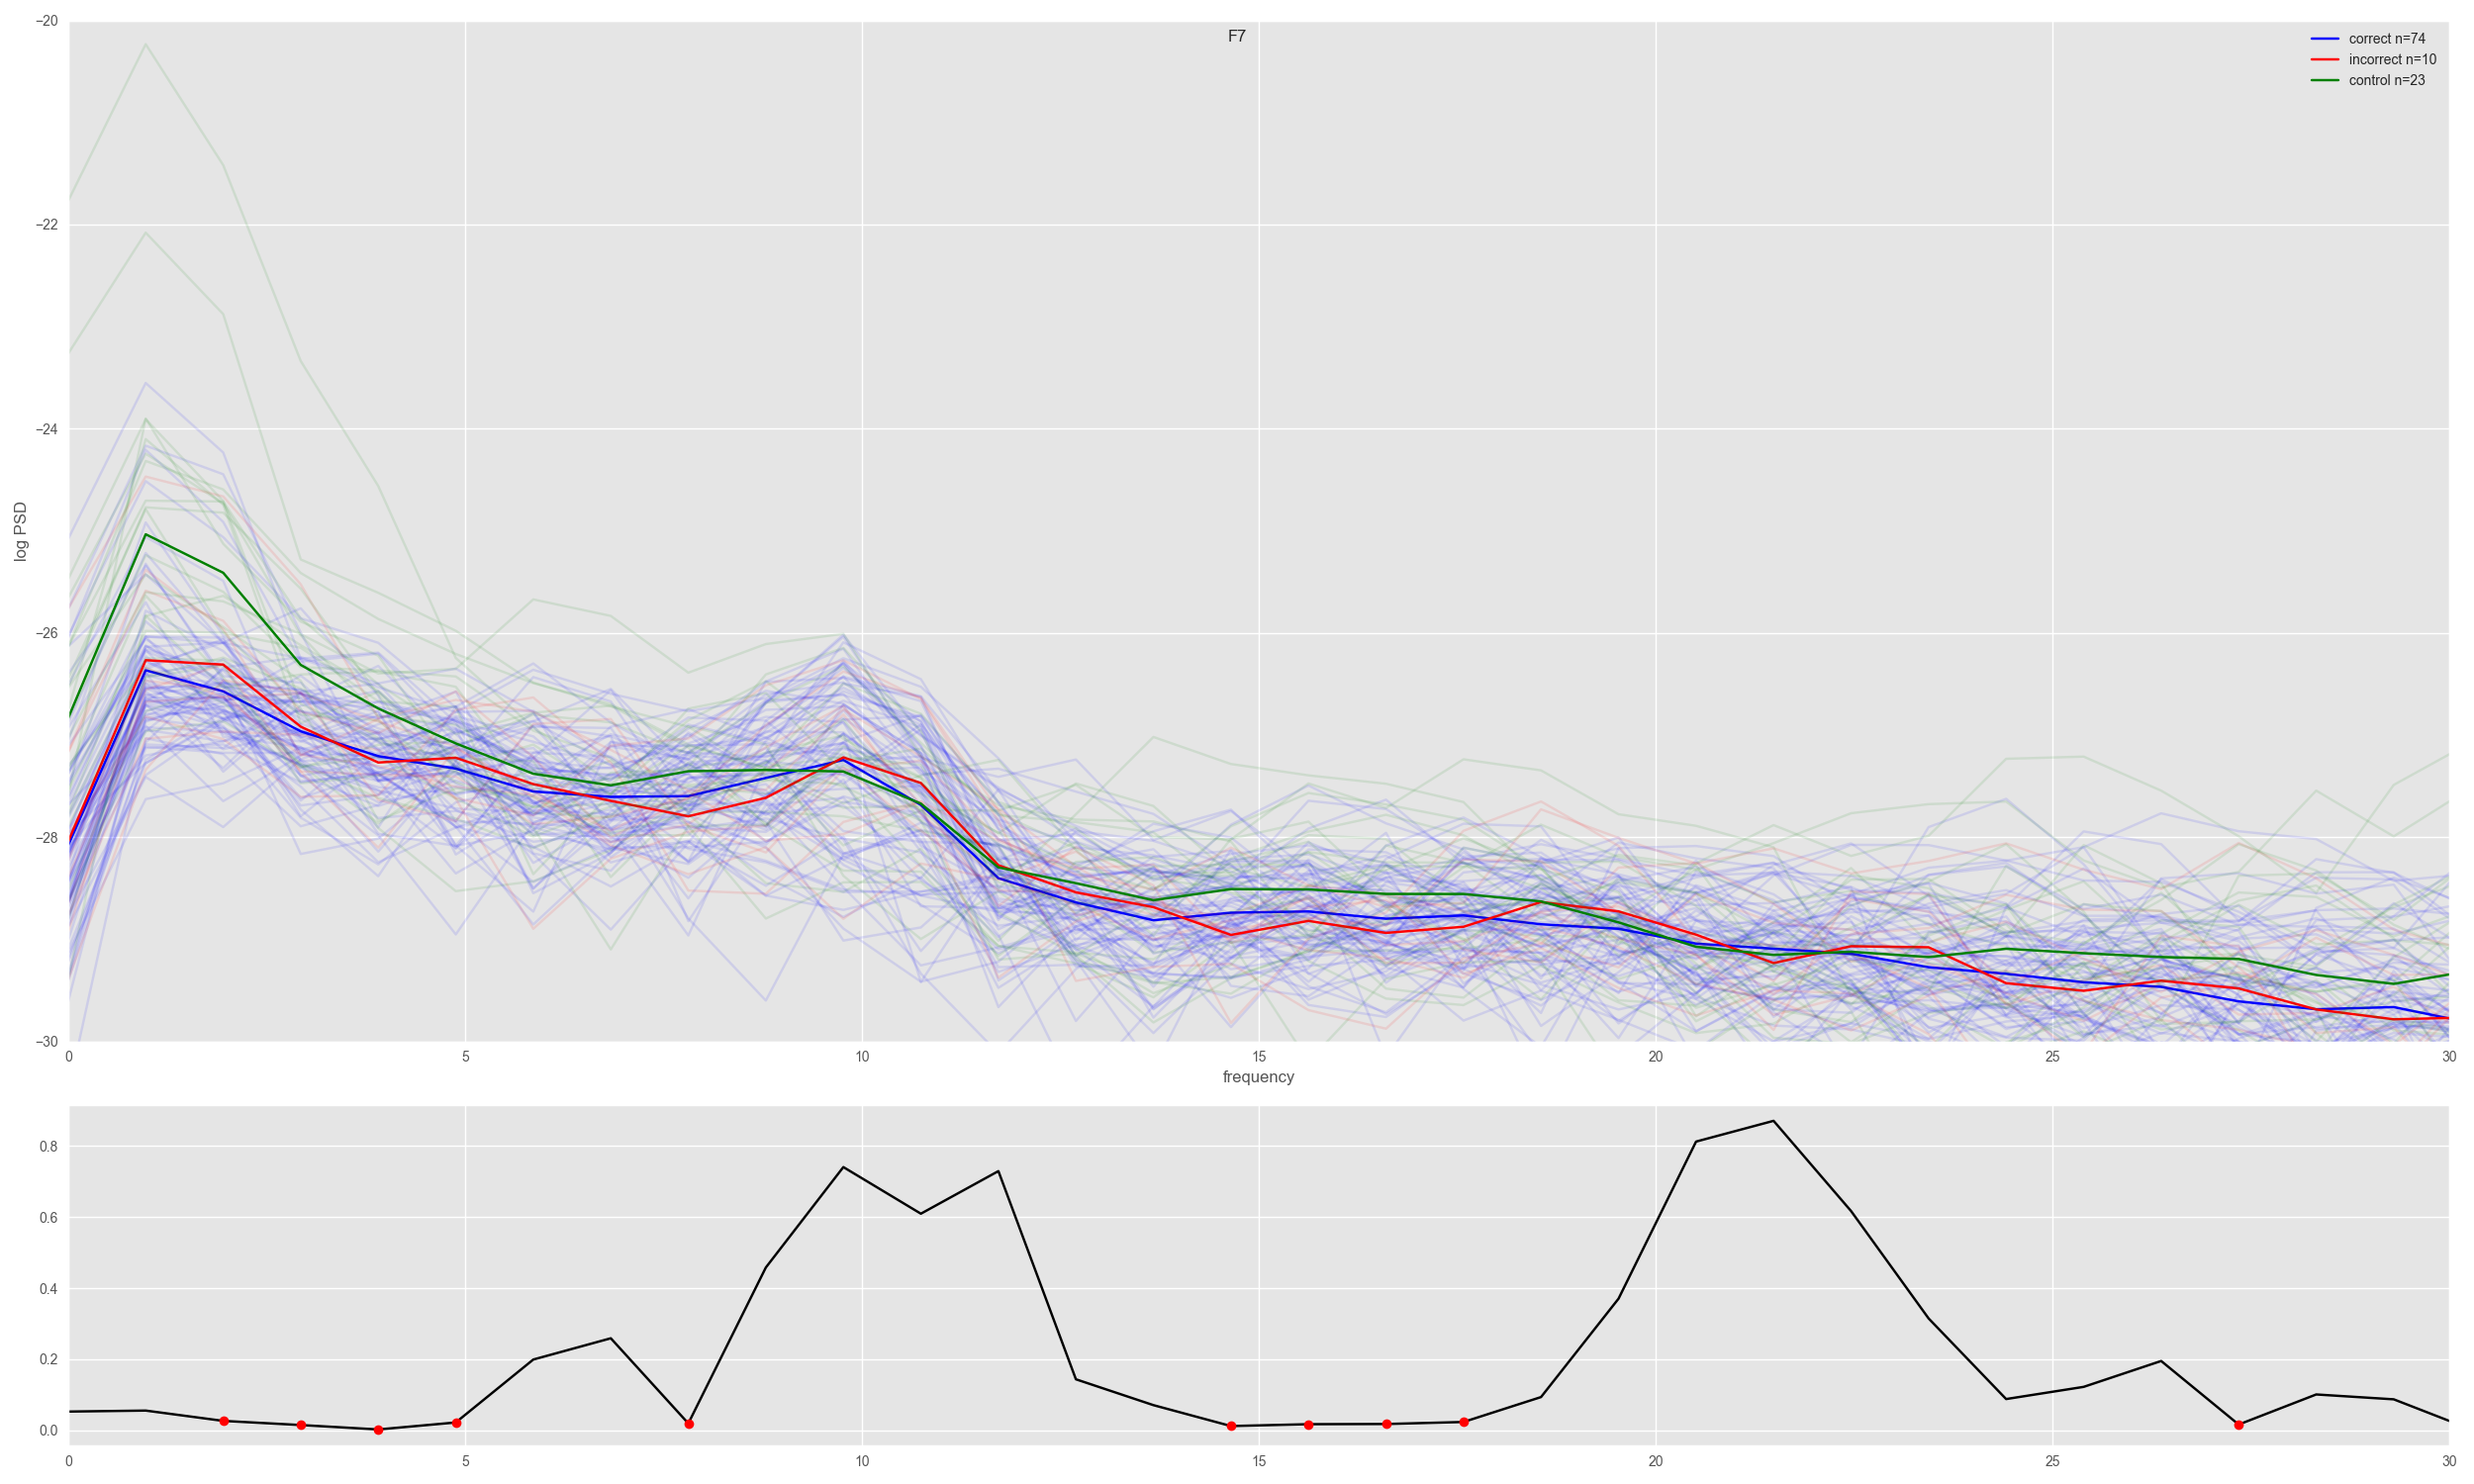 F7
correct n=74
incorrect n=10
control n=23
−20
−22
−24
−26
−28
−30
log PSD
0 5 10 15 20 25 30
frequency
0.8
0.6
0.4
0.2
0.0
0 5 10 15 20 25 30